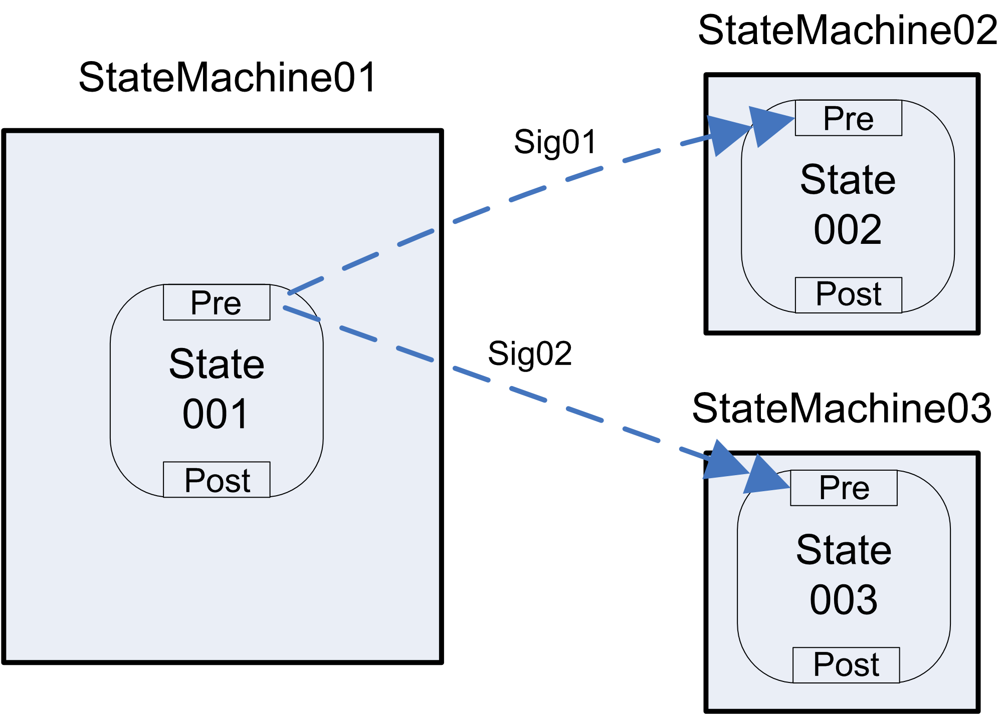 StateMachine01
Pre
State
001
Post
Sig01
Sig02
StateMachine02
Pre
State
002
Post
StateMachine03
Pre
State
003
Post